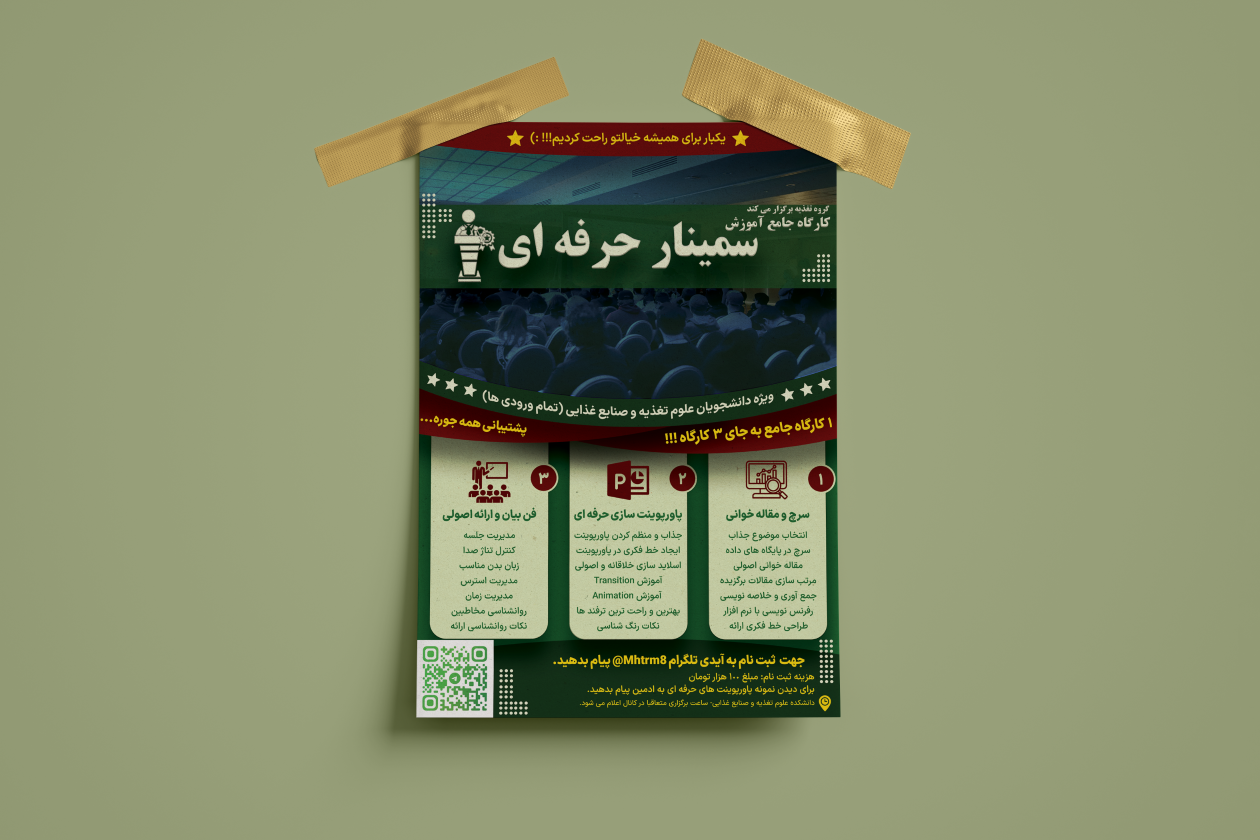 یکبار برای همیشه خیالتو راحت کردیم!!! :)
گروه تغذیه برگزار می کند
کارگاه جامع آموزش
سمینار حرفه ای
ویژه دانشجویان علوم تغذیه و صنایع غذایی (تمام ورودی ها)
۱ کارگاه جامع به جای ۳ کارگاه !!!
پشتیبانی همه جوره...
۱
سرچ و مقاله خوانی
انتخاب موضوع جذاب
سرچ در پایگاه های داده
مقاله خوانی اصولی
مرتب سازی مقالات برگزیده
جمع آوری و خلاصه نویسی
رفرنس نویسی با نرم افزار
طراحی خط فکری ارائه
۲
P
پاورپوینت سازی حرفه ای
جذاب و منظم کردن پاورپوینت
ایجاد خط فکری در پاورپوینت
اسلاید سازی خلاقانه و اصولی
آموزش Transition
آموزش Animation
بهترین و راحت ترین ترفند ها
نکات رنگ شناسی
۳
فن بیان و ارائه اصولی
مدیریت جلسه
کنترل تناژ صدا
زبان بدن مناسب
مدیریت استرس
مدیریت زمان
روانشناسی مخاطبین
نکات روانشناسی ارائه
جهت ثبت نام به آیدی تلگرام Mhtrm8@ پیام بدهید.
هزینه ثبت نام: مبلغ ۱۰۰ هزار تومان
برای دیدن نمونه پاورپوینت های حرفه ای به ادمین پیام بدهید.
دانشکده علوم تغذیه و صنایع غذایی- ساعت برگزاری متعاقبا در کانال اعلام می شود.